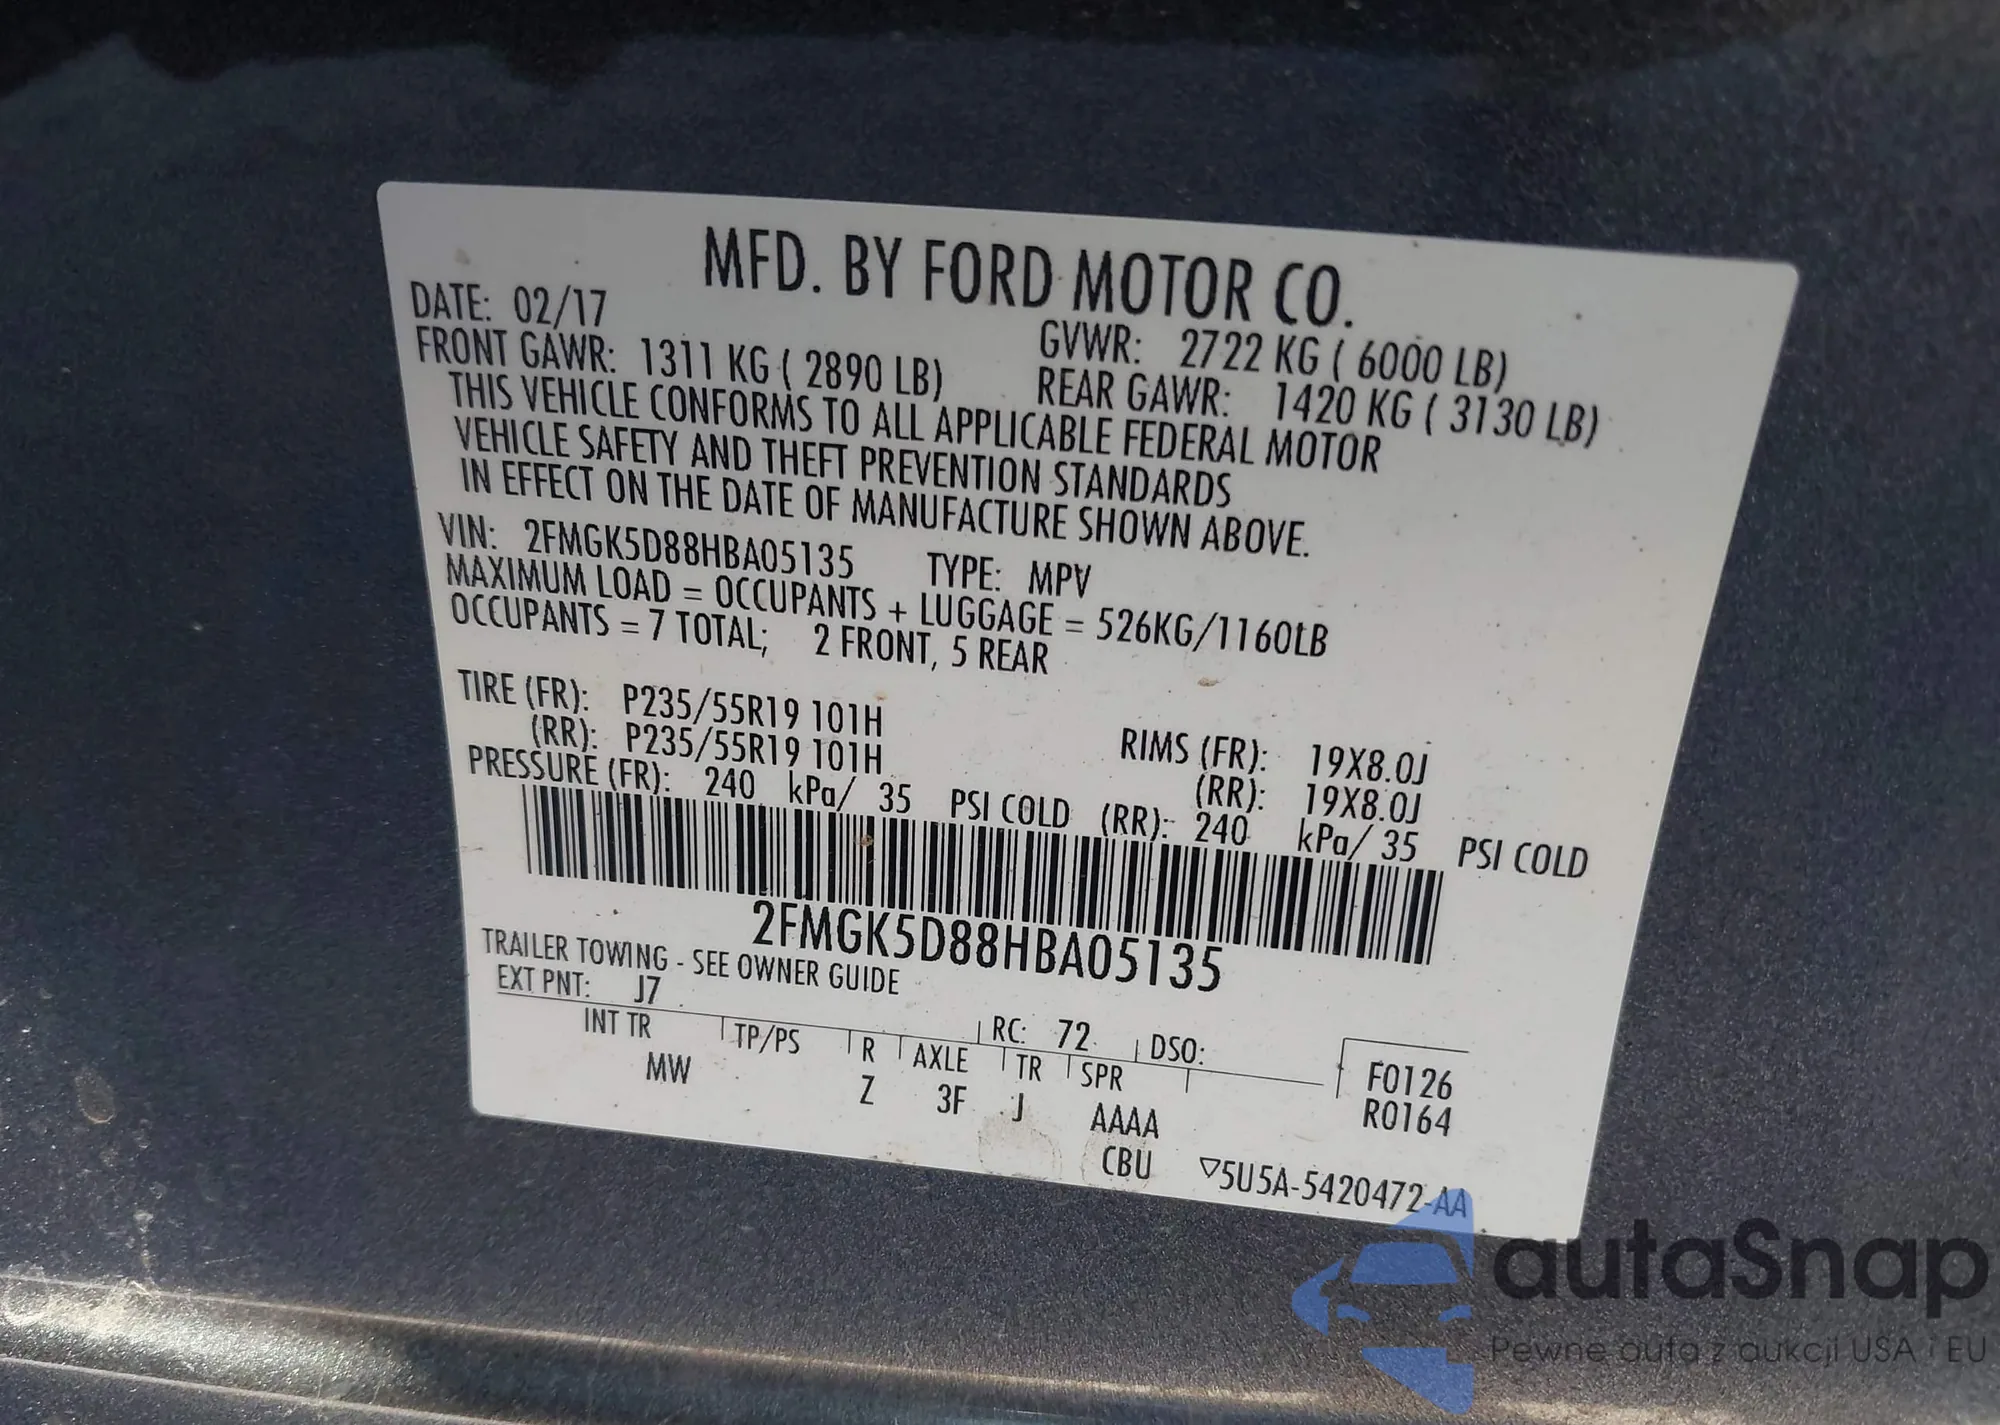 MFD. BY FORD MOTOR CO.
DATE: 02/17
GVWR: 2722 KG ( 6000 LB)
FRONT GAWR: 1311 KG ( 2890 LB)
REAR GAWR: 1420 KG ( 3130 LB)
THIS VEHICLE CONFORMS TO ALL APPLICABLE FEDERAL MOTOR
VEHICLE SAFETY AND THEFT PREVENTION STANDARDS
IN EFFECT ON THE DATE OF MANUFACTURE SHOWN ABOVE.
VIN: 2FMGK5D88HBA05135 TYPE: MPV
MAXIMUM LOAD = OCCUPANTS + LUGGAGE = 526KG/1160LB
OCCUPANTS = 7 TOTAL; 2 FRONT, 5 REAR
TIRE (FR): P235/55R19 101H RIMS (FR): 19X8.0J
(RR): P235/55R19 101H (RR): 19X8.0J
PRESSURE (FR): 240 kPa/ 35 PSI COLD (RR): 240 kPa/ 35 PSI COLD
2FMGK5D88HBA05135
TRAILER TOWING - SEE OWNER GUIDE
EXT PNT: J7 RC: 72 DSO:
INT TR TP/PS R AXLE TR SPR F0126
MW Z 3F J AAAA R0164
CBU ▽5U5A-5420472-AA
autaSnap
Pewne auta z aukcji USA i EU